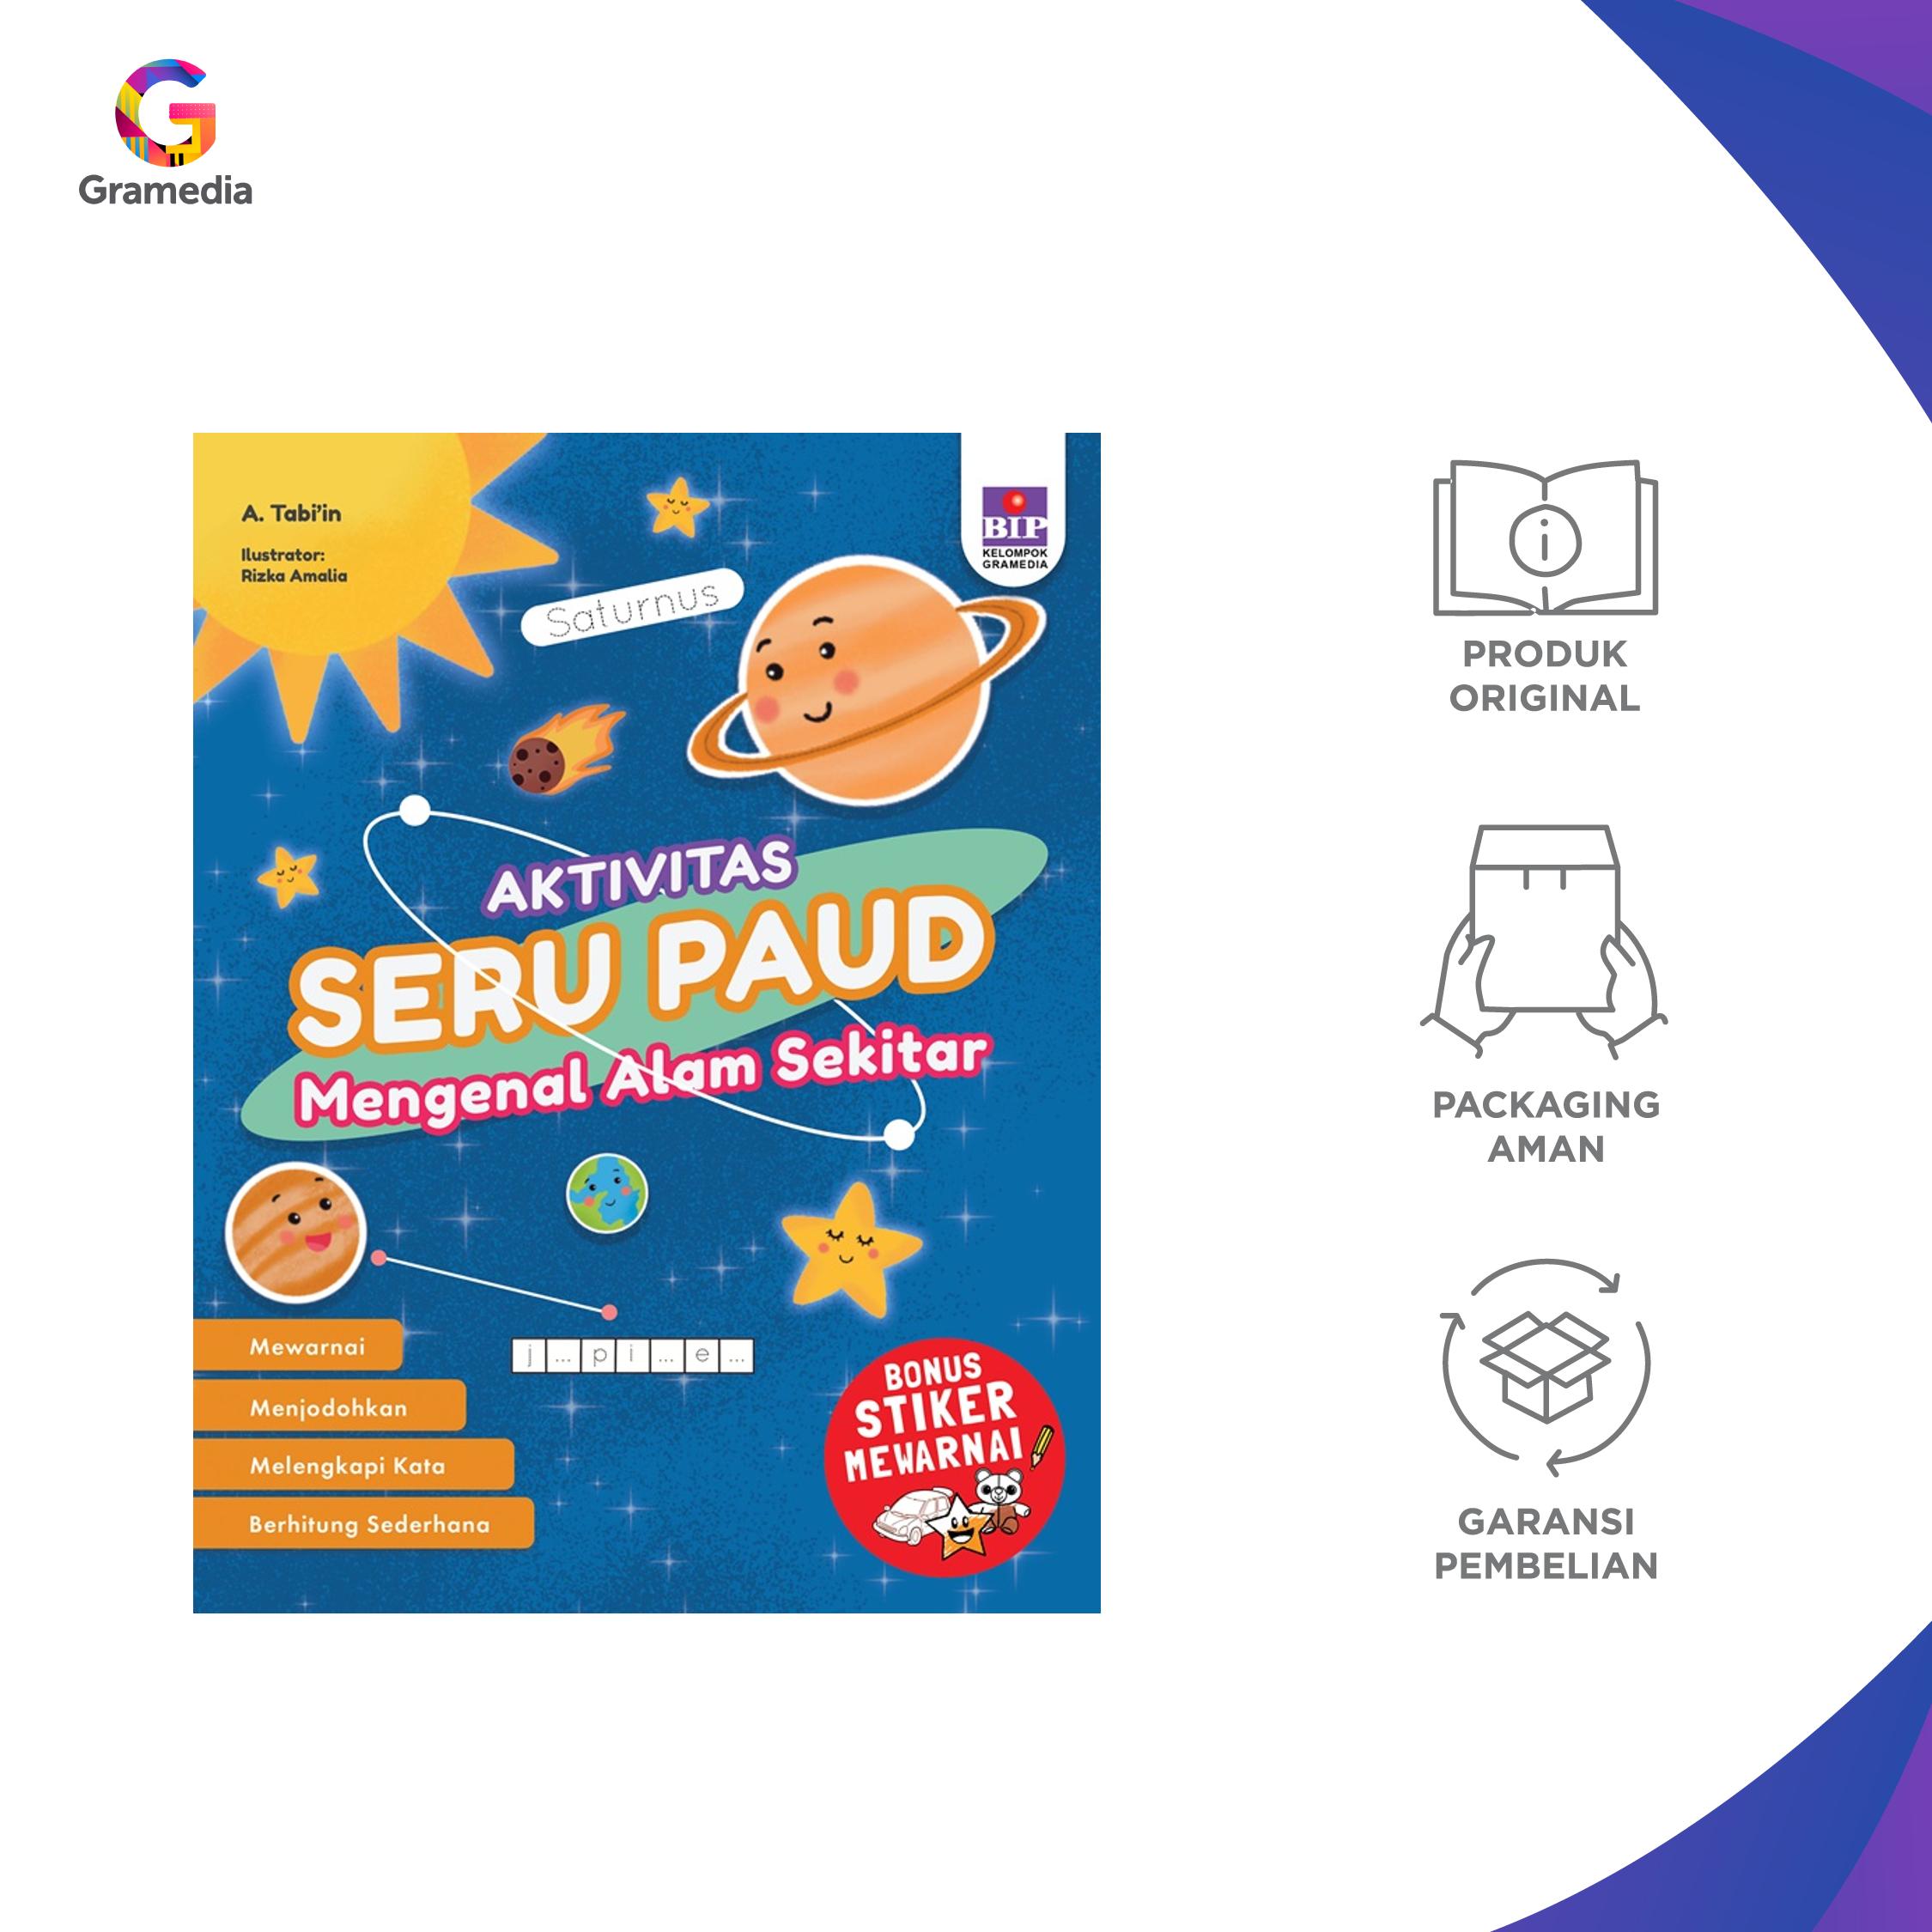 Gramedia
A. Tabi'in
Ilustrator:
Rizka Amalia
BIP
KELOMPOK
GRAMEDIA
Saturnus
AKTIVITAS
SERU PAUD
Mengenal Alam Sekitar
j ... p i ... e ...
Mewarnai
Menjodohkan
Melengkapi Kata
Berhitung Sederhana
BONUS
STIKER
MEWARNAI
PRODUK
ORIGINAL
PACKAGING
AMAN
GARANSI
PEMBELIAN